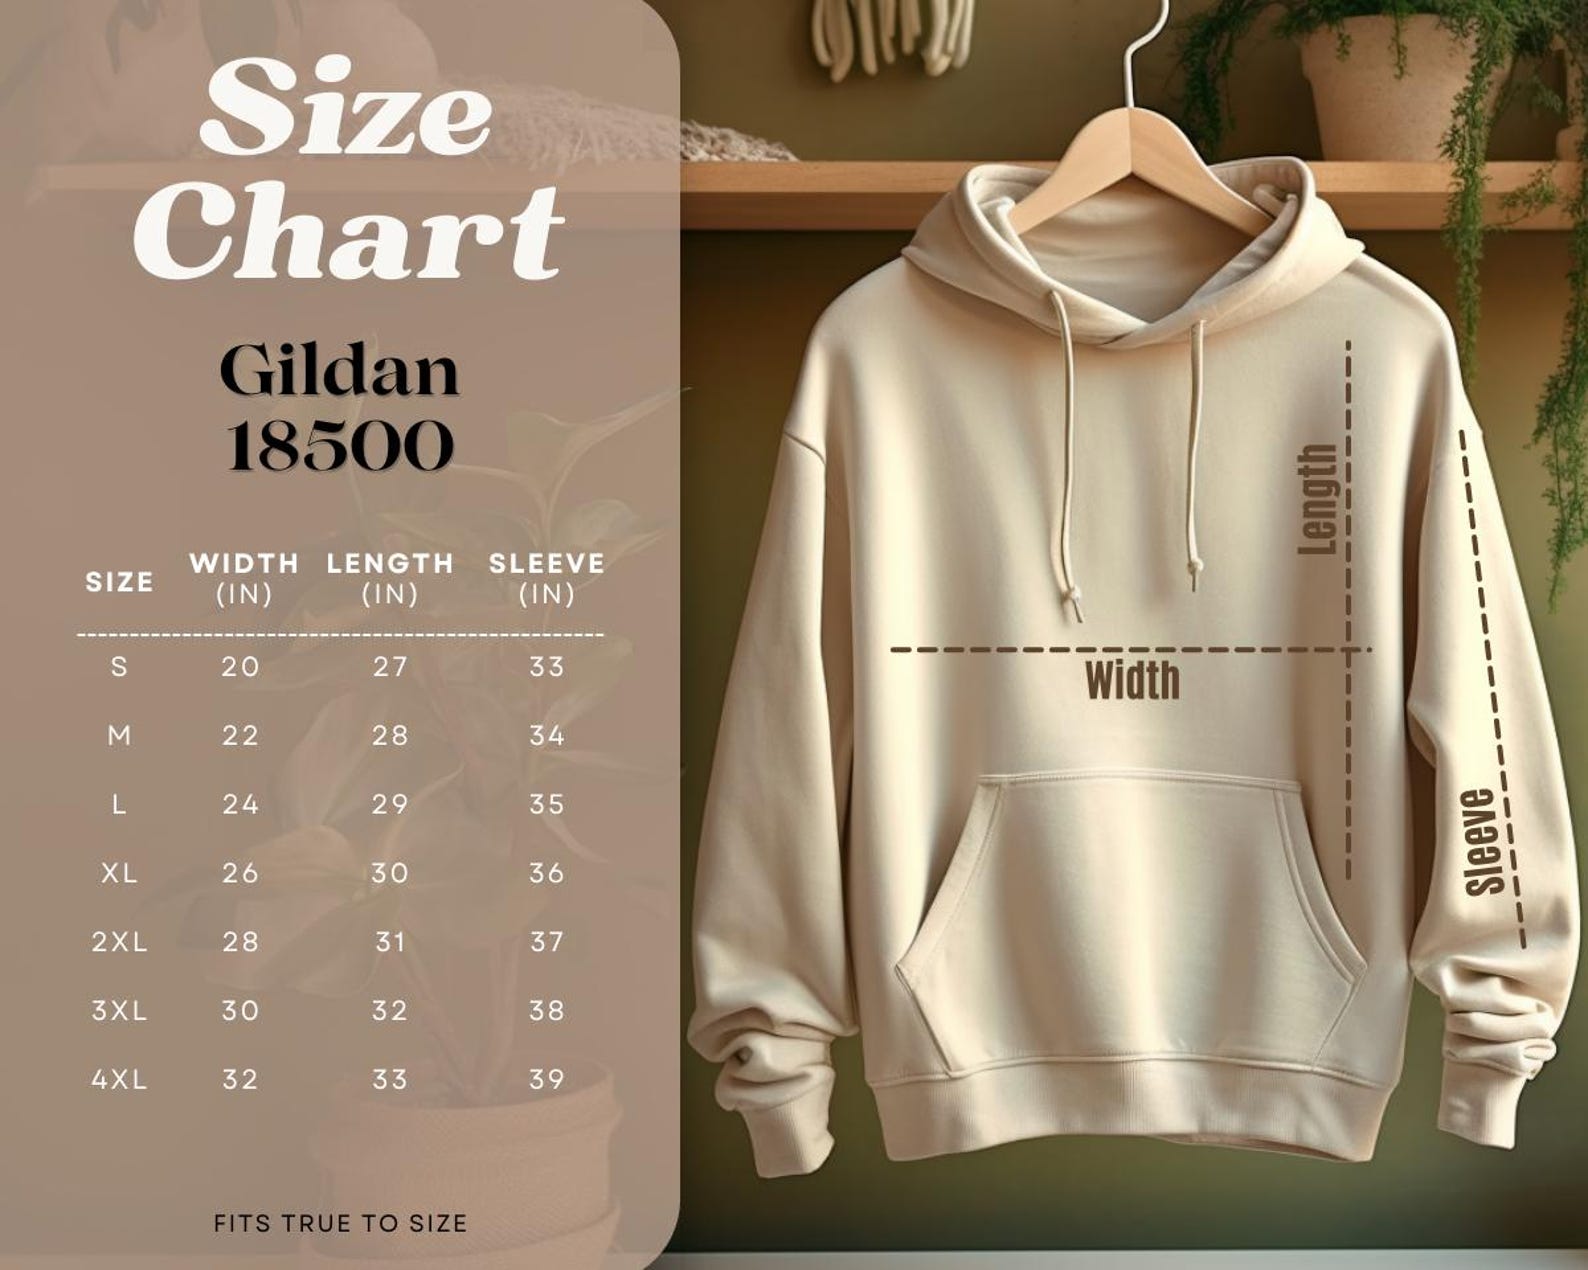 Size
Chart
Gildan
18500
SIZE WIDTH (IN) LENGTH (IN) SLEEVE (IN)
S 20 27 33
M 22 28 34
L 24 29 35
XL 26 30 36
2XL 28 31 37
3XL 30 32 38
4XL 32 33 39
FITS TRUE TO SIZE
Length
Width
Sleeve